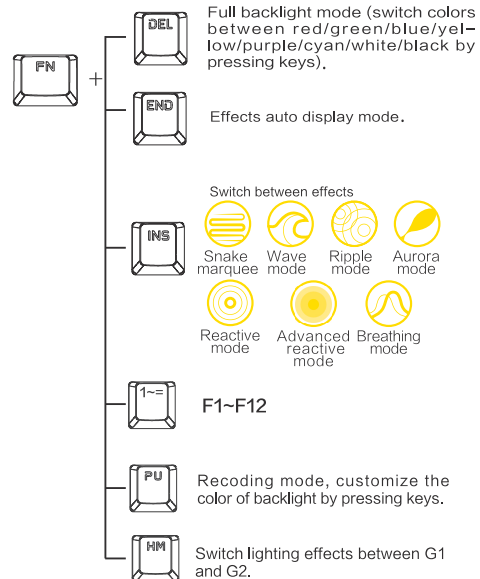 DEL
Full backlight mode (switch colors
between red/green/blue/yel-
low/purple/cyan/white/black by
pressing keys).
FN
+
END
Effects auto display mode.
Switch between effects
INS
Snake Wave Ripple Aurora
marquee mode mode mode
Reactive Advanced Breathing
mode reactive mode
mode
1~=
F1~F12
PU
Recoding mode, customize the
color of backlight by pressing keys.
HM
Switch lighting effects between G1
and G2.